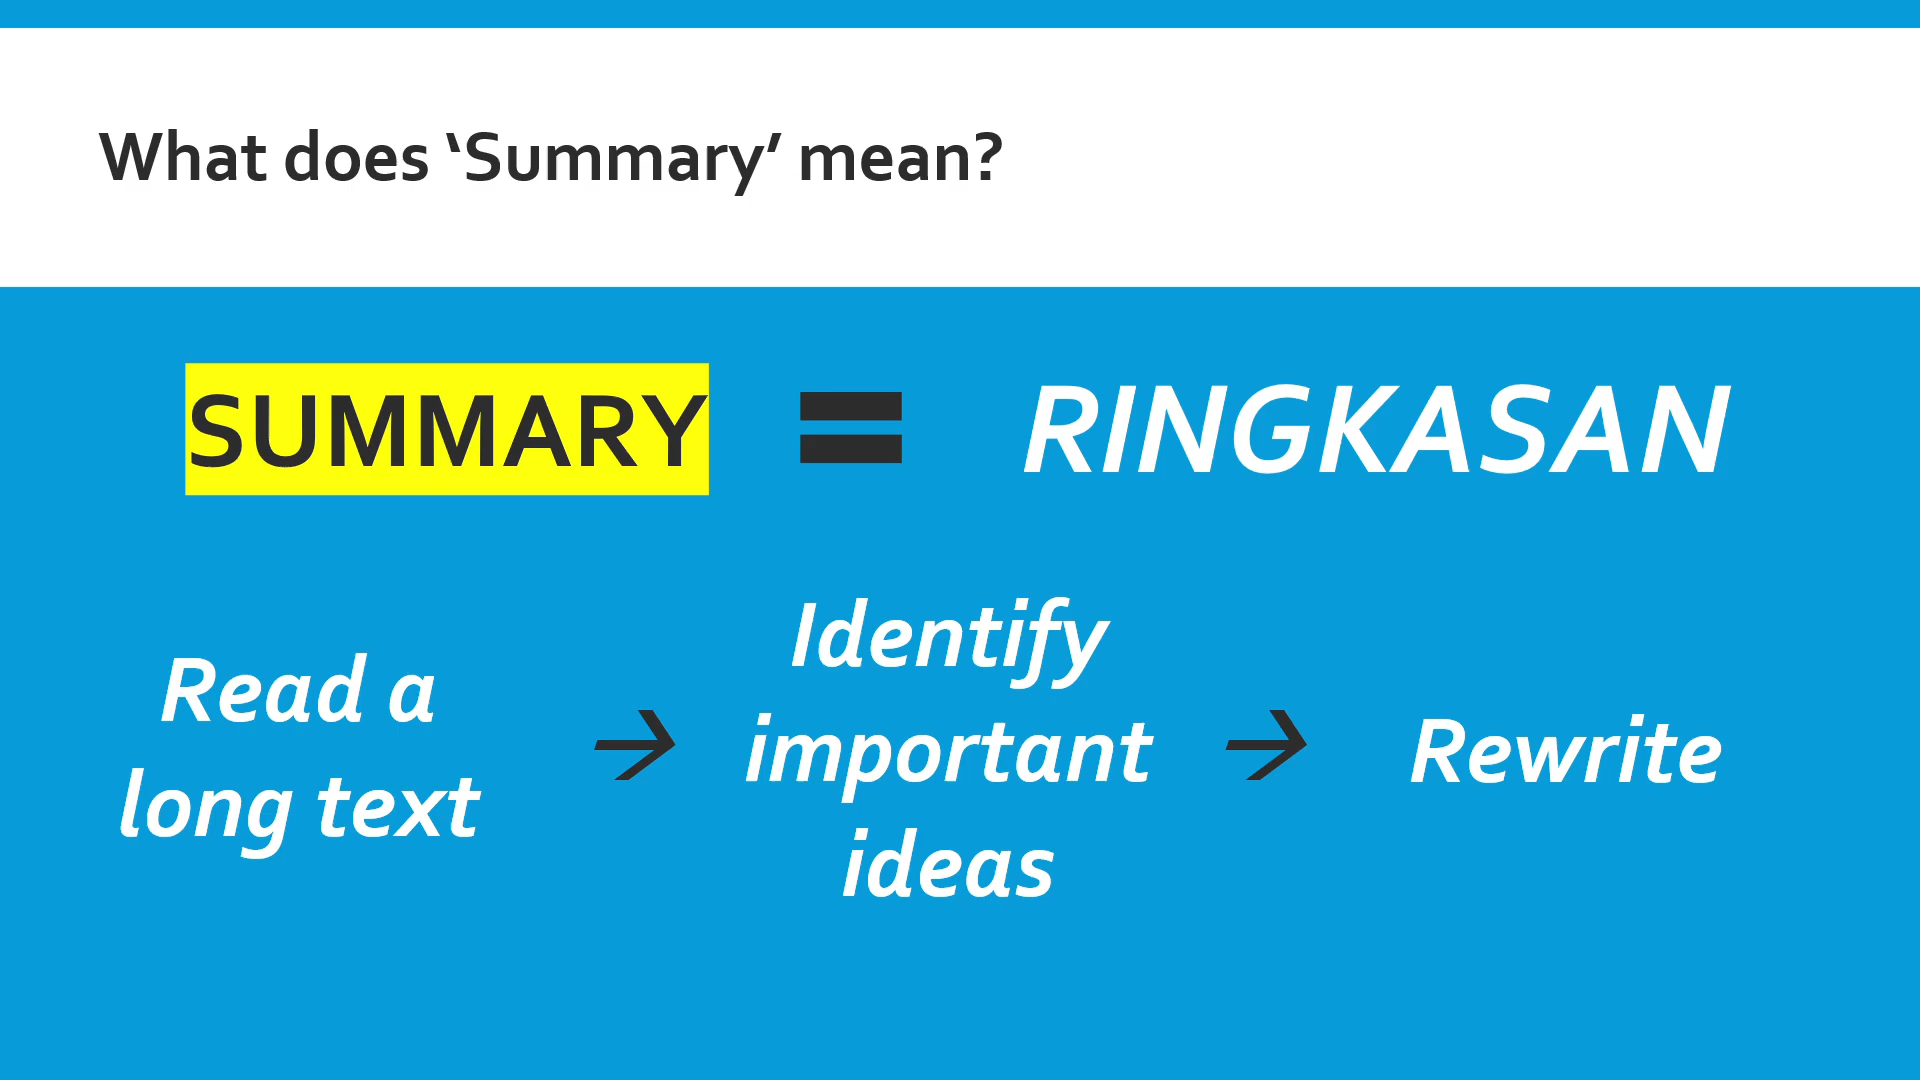 What does ‘Summary’ mean?
SUMMARY = RINGKASAN
Read a
long text
→
Identify
important
ideas
→
Rewrite